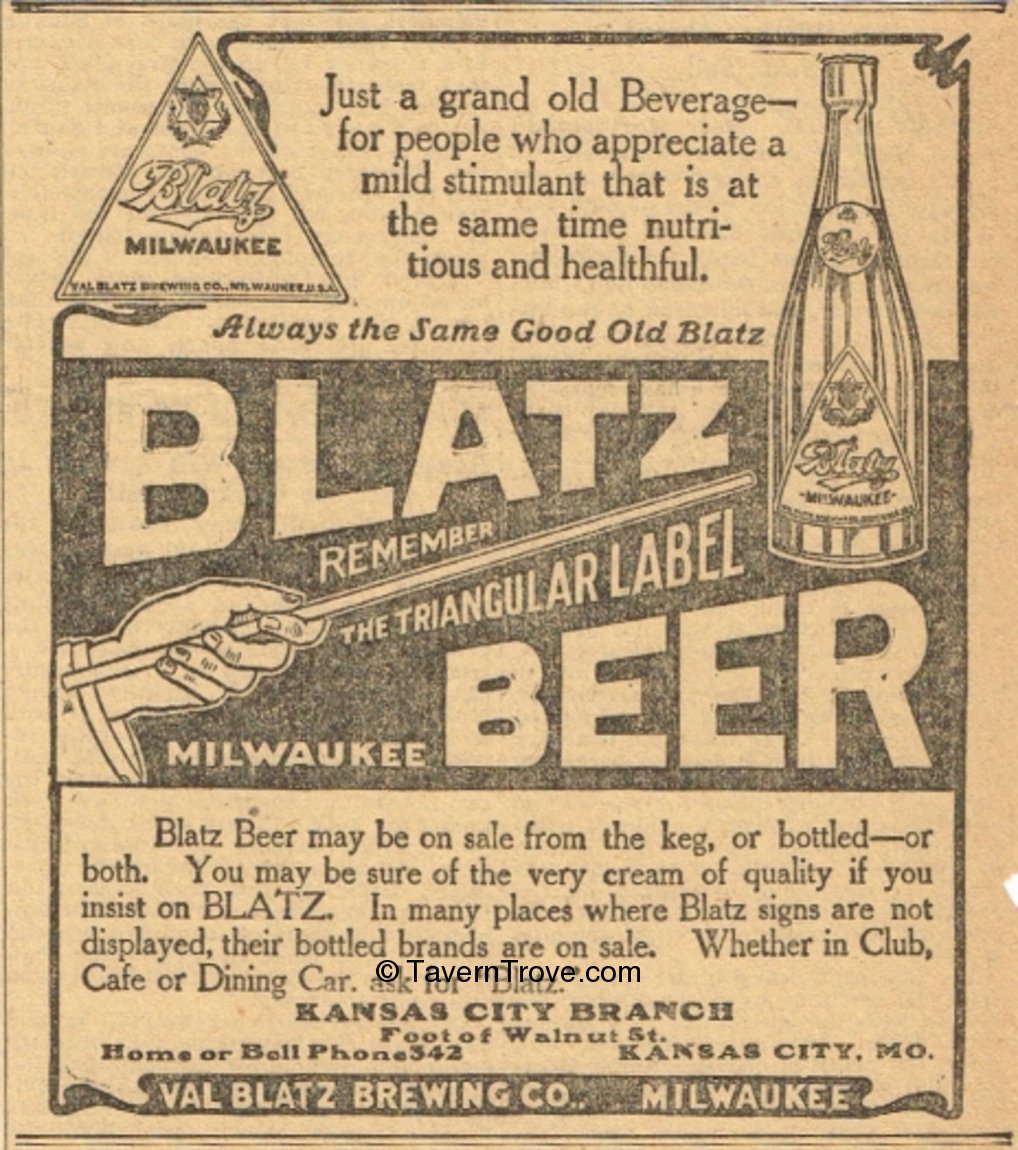 Blatz
MILWAUKEE
VAL BLATZ BREWING CO., MILWAUKEE, U.S.A.
Just a grand old Beverage—
for people who appreciate a
mild stimulant that is at
the same time nutri-
tious and healthful.
Always the Same Good Old Blatz
Blatz
Blatz
-MILWAUKEE-
BLATZ
REMEMBER
THE TRIANGULAR LABEL
BEER
MILWAUKEE
Blatz Beer may be on sale from the keg, or bottled—or
both. You may be sure of the very cream of quality if you
insist on BLATZ. In many places where Blatz signs are not
displayed, their bottled brands are on sale. Whether in Club,
Cafe or Dining Car. ask for "Blatz."
© TavernTrove.com
KANSAS CITY BRANCH
Foot of Walnut St.
Home or Bell Phone 342 KANSAS CITY, MO.
VAL BLATZ BREWING CO., MILWAUKEE